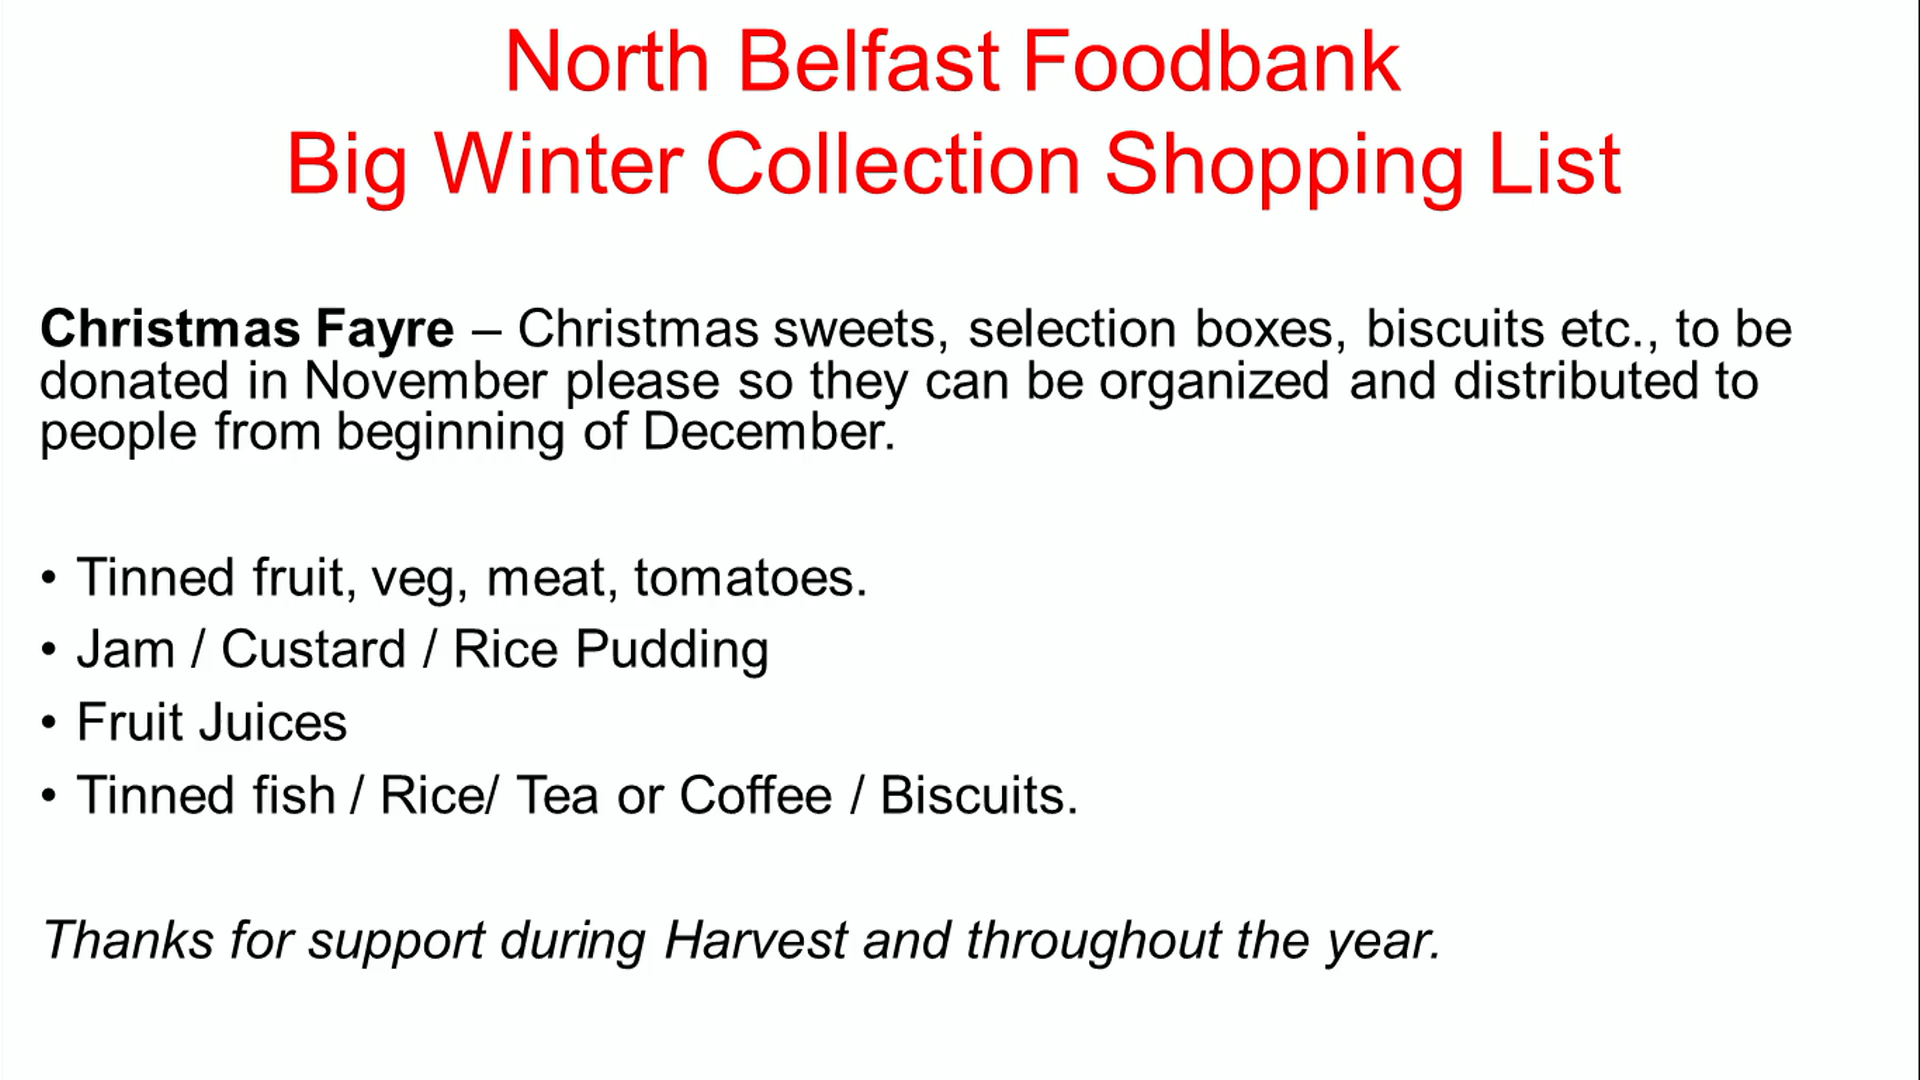 North Belfast Foodbank
Big Winter Collection Shopping List
Christmas Fayre – Christmas sweets, selection boxes, biscuits etc., to be
donated in November please so they can be organized and distributed to
people from beginning of December.
• Tinned fruit, veg, meat, tomatoes.
• Jam / Custard / Rice Pudding
• Fruit Juices
• Tinned fish / Rice/ Tea or Coffee / Biscuits.
Thanks for support during Harvest and throughout the year.